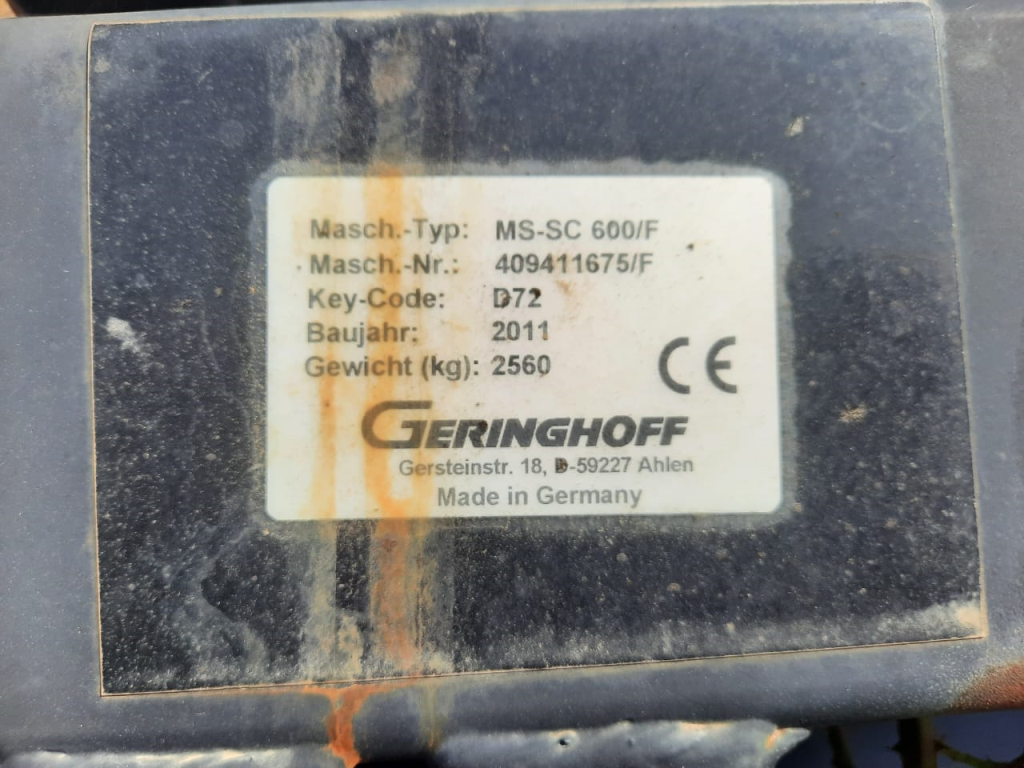 Masch.-Typ: MS-SC 600/F
Masch.-Nr.: 409411675/F
Key-Code: D72
Baujahr: 2011
Gewicht (kg): 2560
CE
GERINGHOFF
Gersteinstr. 18, D-59227 Ahlen
Made in Germany